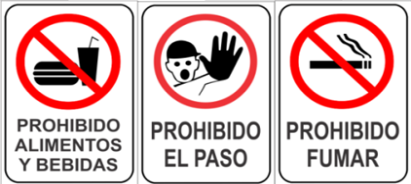 PROHIBIDO
ALIMENTOS
Y BEBIDAS
PROHIBIDO
EL PASO
PROHIBIDO
FUMAR